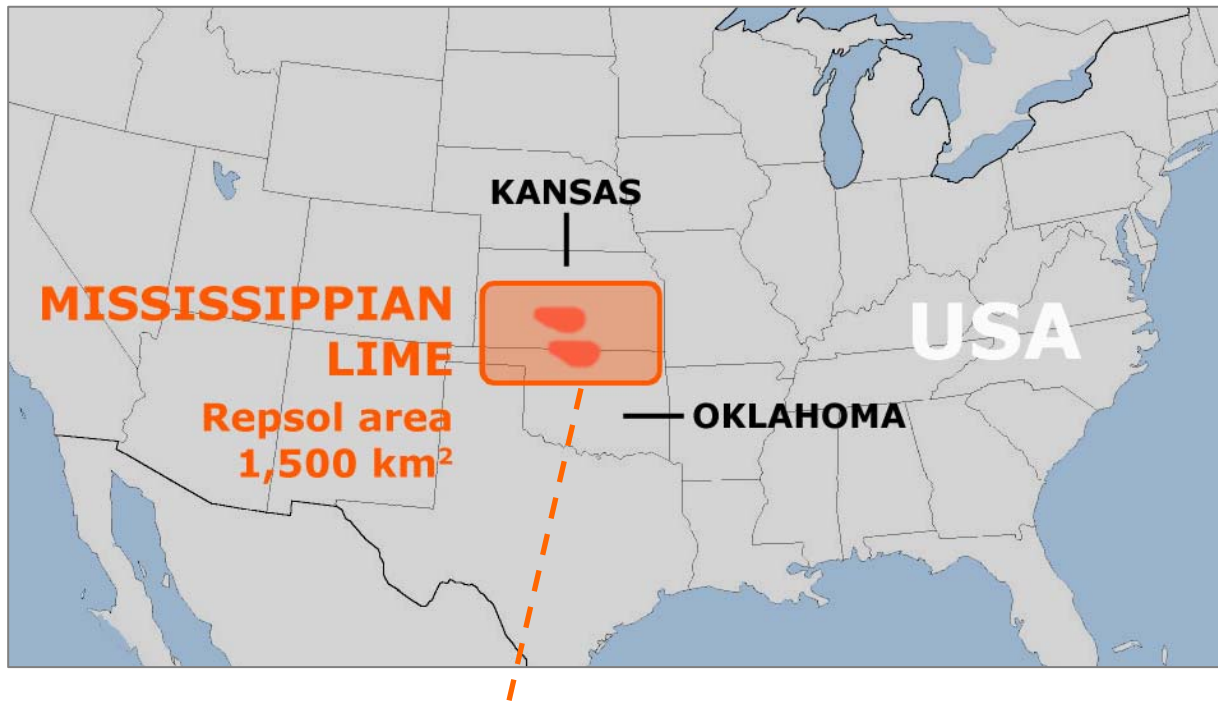 KANSAS
MISSISSIPPIAN
LIME
USA
Repsol area
1,500 km²
OKLAHOMA